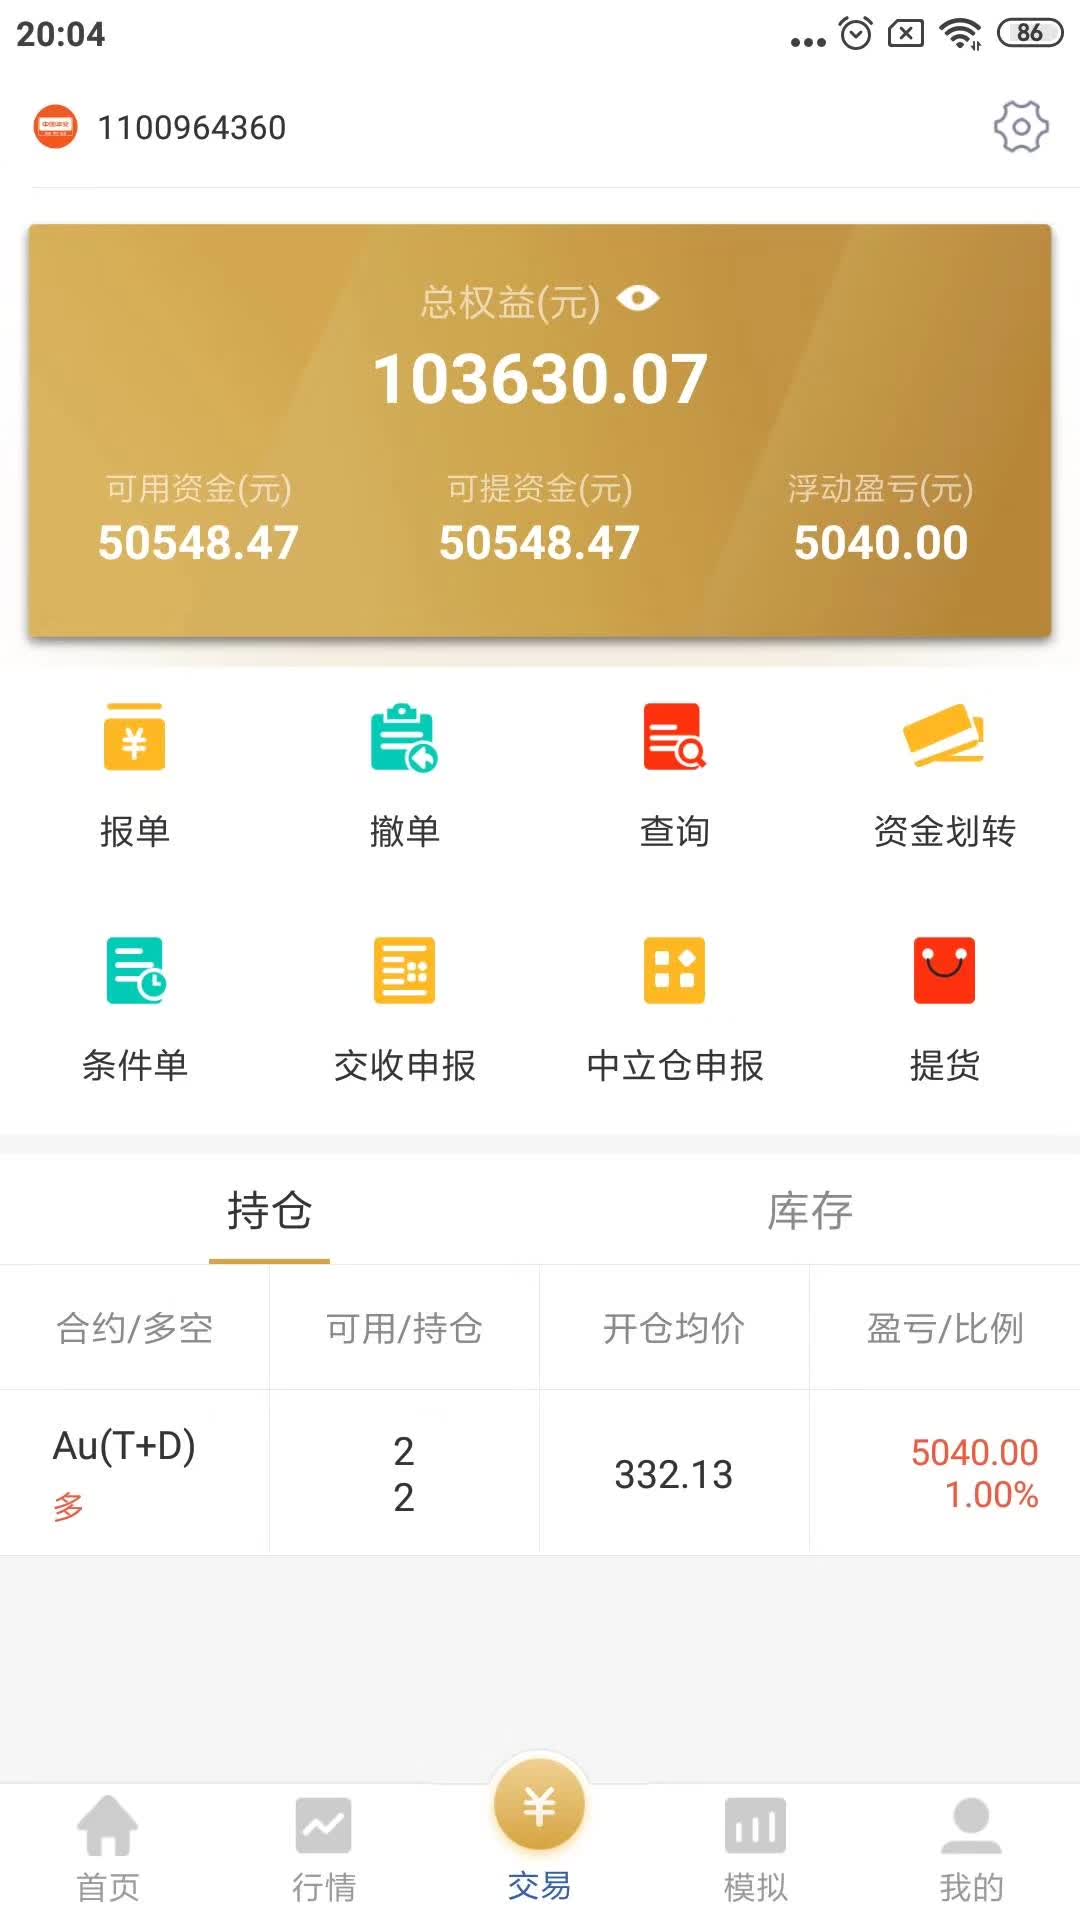 20:04
86
中国平安
1100964360
总权益(元)
103630.07
可用资金(元) 可提资金(元) 浮动盈亏(元)
50548.47 50548.47 5040.00
报单 撤单 查询 资金划转
条件单 交收申报 中立仓申报 提货
持仓 库存
合约/多空 可用/持仓 开仓均价 盈亏/比例
Au(T+D) 2 332.13 5040.00
多 2 1.00%
首页 行情 交易 模拟 我的